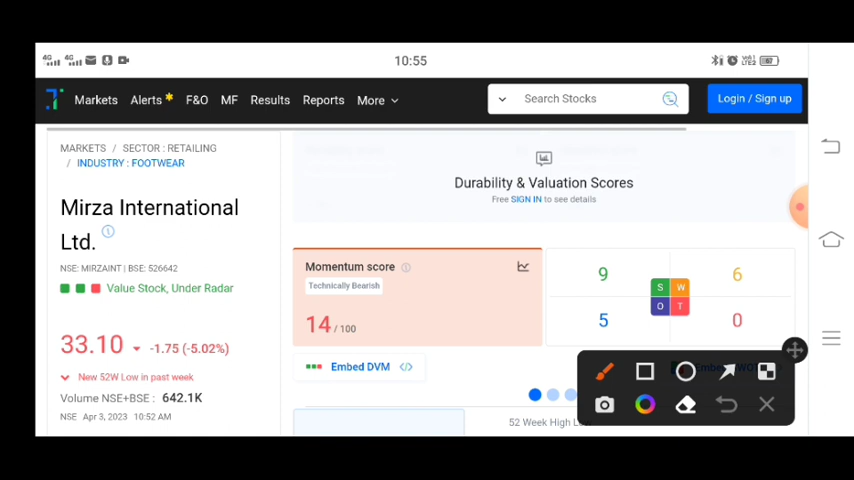 10:55
Markets Alerts F&O MF Results Reports More Search Stocks Login / Sign up
MARKETS / SECTOR : RETAILING
/ INDUSTRY : FOOTWEAR
Mirza International
Ltd.
NSE: MIRZAINT | BSE: 526642
Value Stock, Under Radar
33.10 -1.75 (-5.02%)
New 52W Low in past week
Volume NSE+BSE : 642.1K
NSE Apr 3, 2023 10:52 AM
Durability & Valuation Scores
Free SIGN IN to see details
Momentum score
Technically Bearish
14 / 100
9 6
S W
O T
5 0
Embed DVM
52 Week High